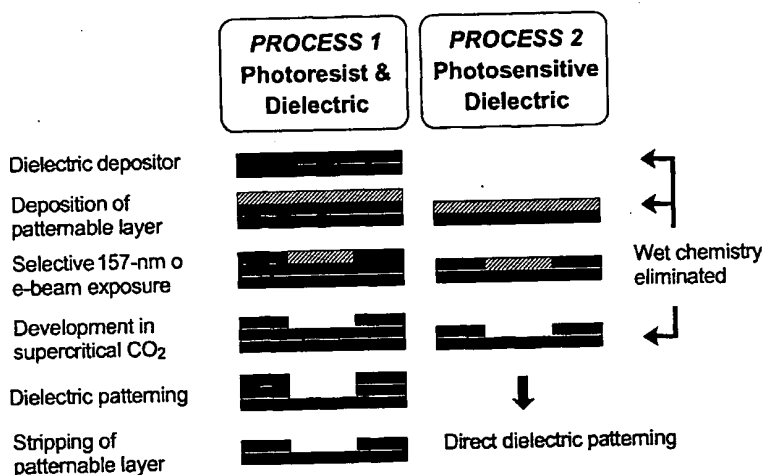 PROCESS 1
Photoresist &
Dielectric
PROCESS 2
Photosensitive
Dielectric
Dielectric depositor
Deposition of
patternable layer
Selective 157-nm o
e-beam exposure
Development in
supercritical CO2
Dielectric patterning
Stripping of
patternable layer
Wet chemistry
eliminated
Direct dielectric patterning